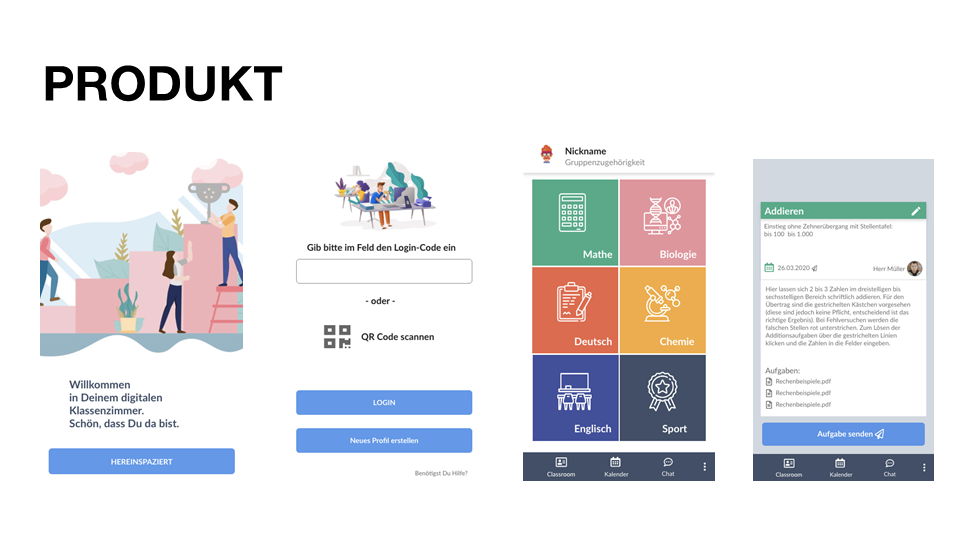 PRODUKT
Willkommen
in Deinem digitalen
Klassenzimmer.
Schön, dass Du da bist.
HEREINSPAZIERT
Gib bitte im Feld den Login-Code ein
- oder -
QR Code scannen
LOGIN
Neues Profil erstellen
Benötigst Du Hilfe?
Nickname
Gruppenzugehörigkeit
Mathe
Biologie
Deutsch
Chemie
Englisch
Sport
Classroom
Kalender
Chat
Addieren
Einstieg ohne Zehnerübergang mit Stellentafel:
bis 100 bis 1.000
26.03.2020
Herr Müller
Hier lassen sich 2 bis 3 Zahlen im dreistelligen bis
sechsstelligen Bereich schriftlich addieren. Für den
Übertrag sind die gestrichelten Kästchen vorgesehen
(diese sind jedoch keine Pflicht, entscheidend ist das
richtige Ergebnis). Bei Fehlversuchen werden die
falschen Stellen rot unterstrichen. Zum Lösen der
Additionsaufgaben über die gestrichelten Linien
klicken und die Zahlen in die Felder eingeben.
Aufgaben:
Rechenbeispiele.pdf
Rechenbeispiele.pdf
Rechenbeispiele.pdf
Aufgabe senden
Classroom
Kalender
Chat